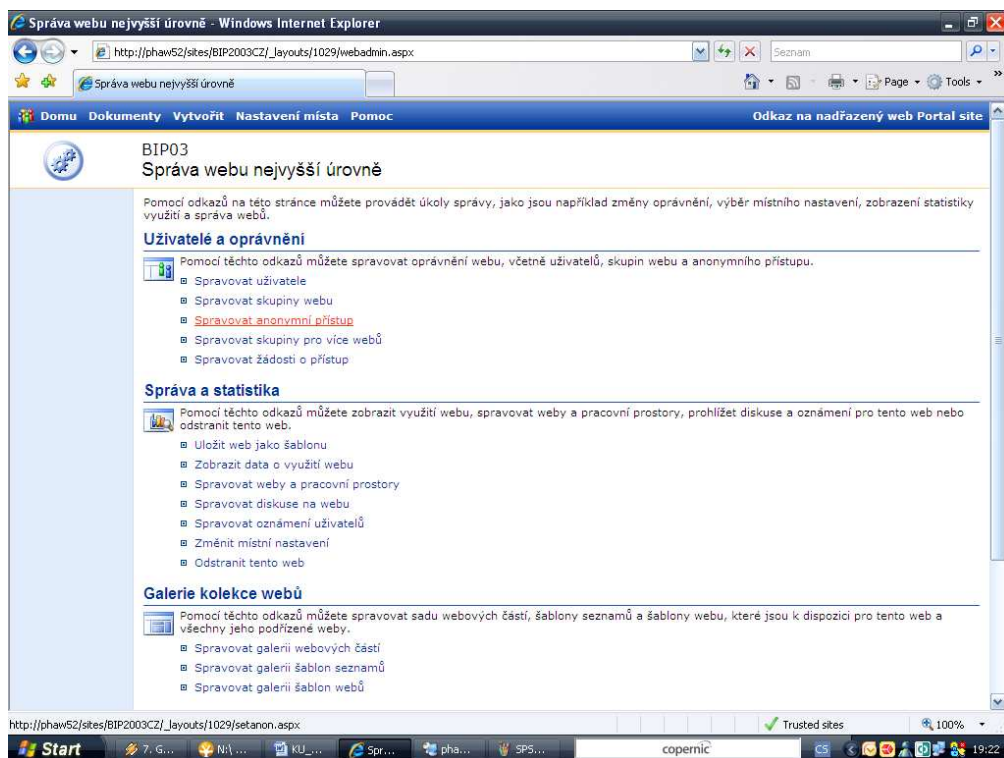 Správa webu nejvyšší úrovně - Windows Internet Explorer
http://phaw52/sites/BIP2003CZ/_layouts/1029/webadmin.aspx
Seznam
Správa webu nejvyšší úrovně
Page
Tools
Domu Dokumenty Vytvořit Nastavení místa Pomoc
Odkaz na nadřazený web Portal site
BIP03
Správa webu nejvyšší úrovně
Pomocí odkazů na této stránce můžete provádět úkoly správy, jako jsou například změny oprávnění, výběr místního nastavení, zobrazení statistiky
využití a správa webů.
Uživatelé a oprávnění
Pomocí těchto odkazů můžete spravovat oprávnění webu, včetně uživatelů, skupin webu a anonymního přístupu.
Spravovat uživatele
Spravovat skupiny webu
Spravovat anonymní přístup
Spravovat skupiny pro více webů
Spravovat žádosti o přístup
Správa a statistika
Pomocí těchto odkazů můžete zobrazit využití webu, spravovat weby a pracovní prostory, prohlížet diskuse a oznámení pro tento web nebo
odstranit tento web.
Uložit web jako šablonu
Zobrazit data o využití webu
Spravovat weby a pracovní prostory
Spravovat diskuse na webu
Spravovat oznámení uživatelů
Změnit místní nastavení
Odstranit tento web
Galerie kolekce webů
Pomocí těchto odkazů můžete spravovat sadu webových částí, šablony seznamů a šablony webu, které jsou k dispozici pro tento web a
všechny jeho podřízené weby.
Spravovat galerii webových částí
Spravovat galerii šablon seznamů
Spravovat galerii šablon webů
http://phaw52/sites/BIP2003CZ/_layouts/1029/setanon.aspx
Trusted sites
100%
Start
7. G...
N:\ ...
KU_...
Spr...
pha...
SPS...
copernic
CS
19:22